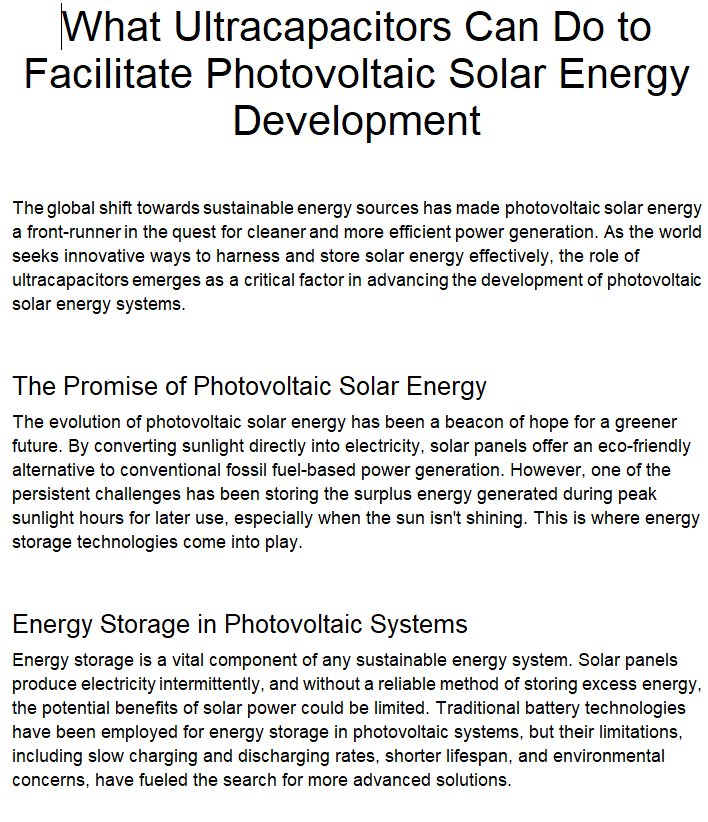 What Ultracapacitors Can Do to
Facilitate Photovoltaic Solar Energy
Development
The global shift towards sustainable energy sources has made photovoltaic solar energy
a front-runner in the quest for cleaner and more efficient power generation. As the world
seeks innovative ways to harness and store solar energy effectively, the role of
ultracapacitors emerges as a critical factor in advancing the development of photovoltaic
solar energy systems.
The Promise of Photovoltaic Solar Energy
The evolution of photovoltaic solar energy has been a beacon of hope for a greener
future. By converting sunlight directly into electricity, solar panels offer an eco-friendly
alternative to conventional fossil fuel-based power generation. However, one of the
persistent challenges has been storing the surplus energy generated during peak
sunlight hours for later use, especially when the sun isn't shining. This is where energy
storage technologies come into play.
Energy Storage in Photovoltaic Systems
Energy storage is a vital component of any sustainable energy system. Solar panels
produce electricity intermittently, and without a reliable method of storing excess energy,
the potential benefits of solar power could be limited. Traditional battery technologies
have been employed for energy storage in photovoltaic systems, but their limitations,
including slow charging and discharging rates, shorter lifespan, and environmental
concerns, have fueled the search for more advanced solutions.